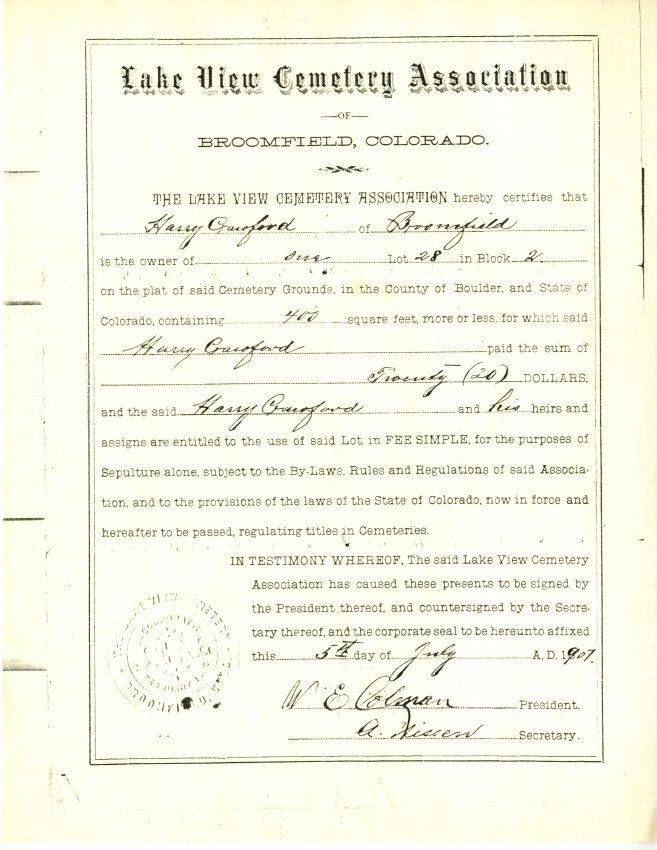 Lake View Cemetery Association
—OF—
BROOMFIELD, COLORADO.
THE LAKE VIEW CEMETERY ASSOCIATION hereby certifies that
Harry Crawford of Broomfield
is the owner of one Lot 28 in Block 2
on the plat of said Cemetery Grounds, in the County of Boulder, and State of
Colorado, containing 400 square feet, more or less, for which said
Harry Crawford paid the sum of
Twenty (20) DOLLARS,
and the said Harry Crawford and his heirs and
assigns are entitled to the use of said Lot, in FEE SIMPLE, for the purposes of
Sepulture alone, subject to the By-Laws, Rules and Regulations of said Associa-
tion, and to the provisions of the laws of the State of Colorado, now in force and
hereafter to be passed, regulating titles in Cemeteries.
IN TESTIMONY WHEREOF, The said Lake View Cemetery
Association has caused these presents to be signed by
the President thereof, and countersigned by the Secre-
tary thereof, and the corporate seal to be hereunto affixed
this 5th day of July A, D. 1907.
W E Colman President.
A. Nissen Secretary.